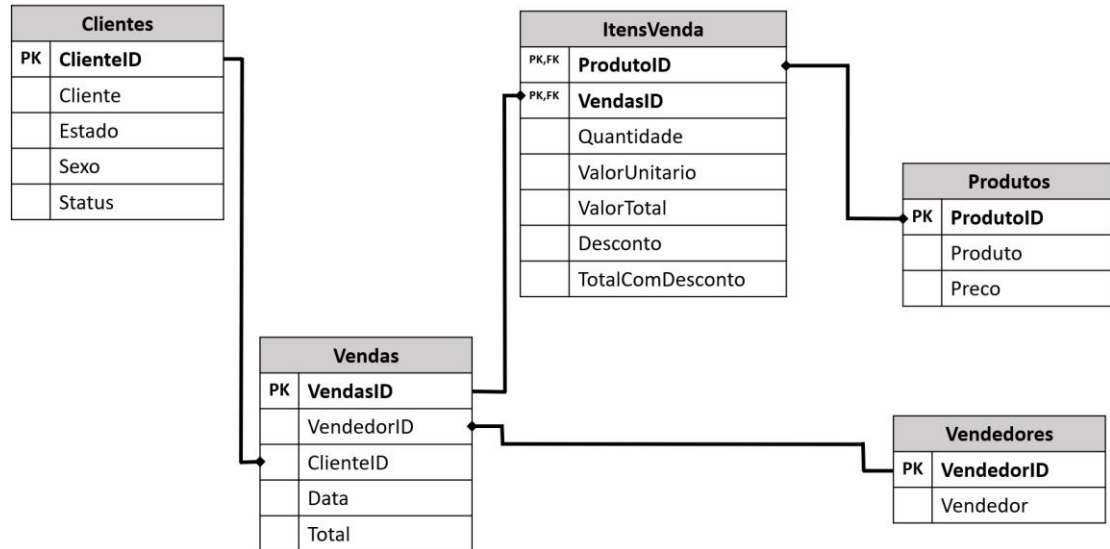 Clientes
PK ClienteID
Cliente
Estado
Sexo
Status
ItensVenda
PK,FK ProdutoID
PK,FK VendasID
Quantidade
ValorUnitario
ValorTotal
Desconto
TotalComDesconto
Produtos
PK ProdutoID
Produto
Preco
Vendas
PK VendasID
VendedorID
ClienteID
Data
Total
Vendedores
PK VendedorID
Vendedor